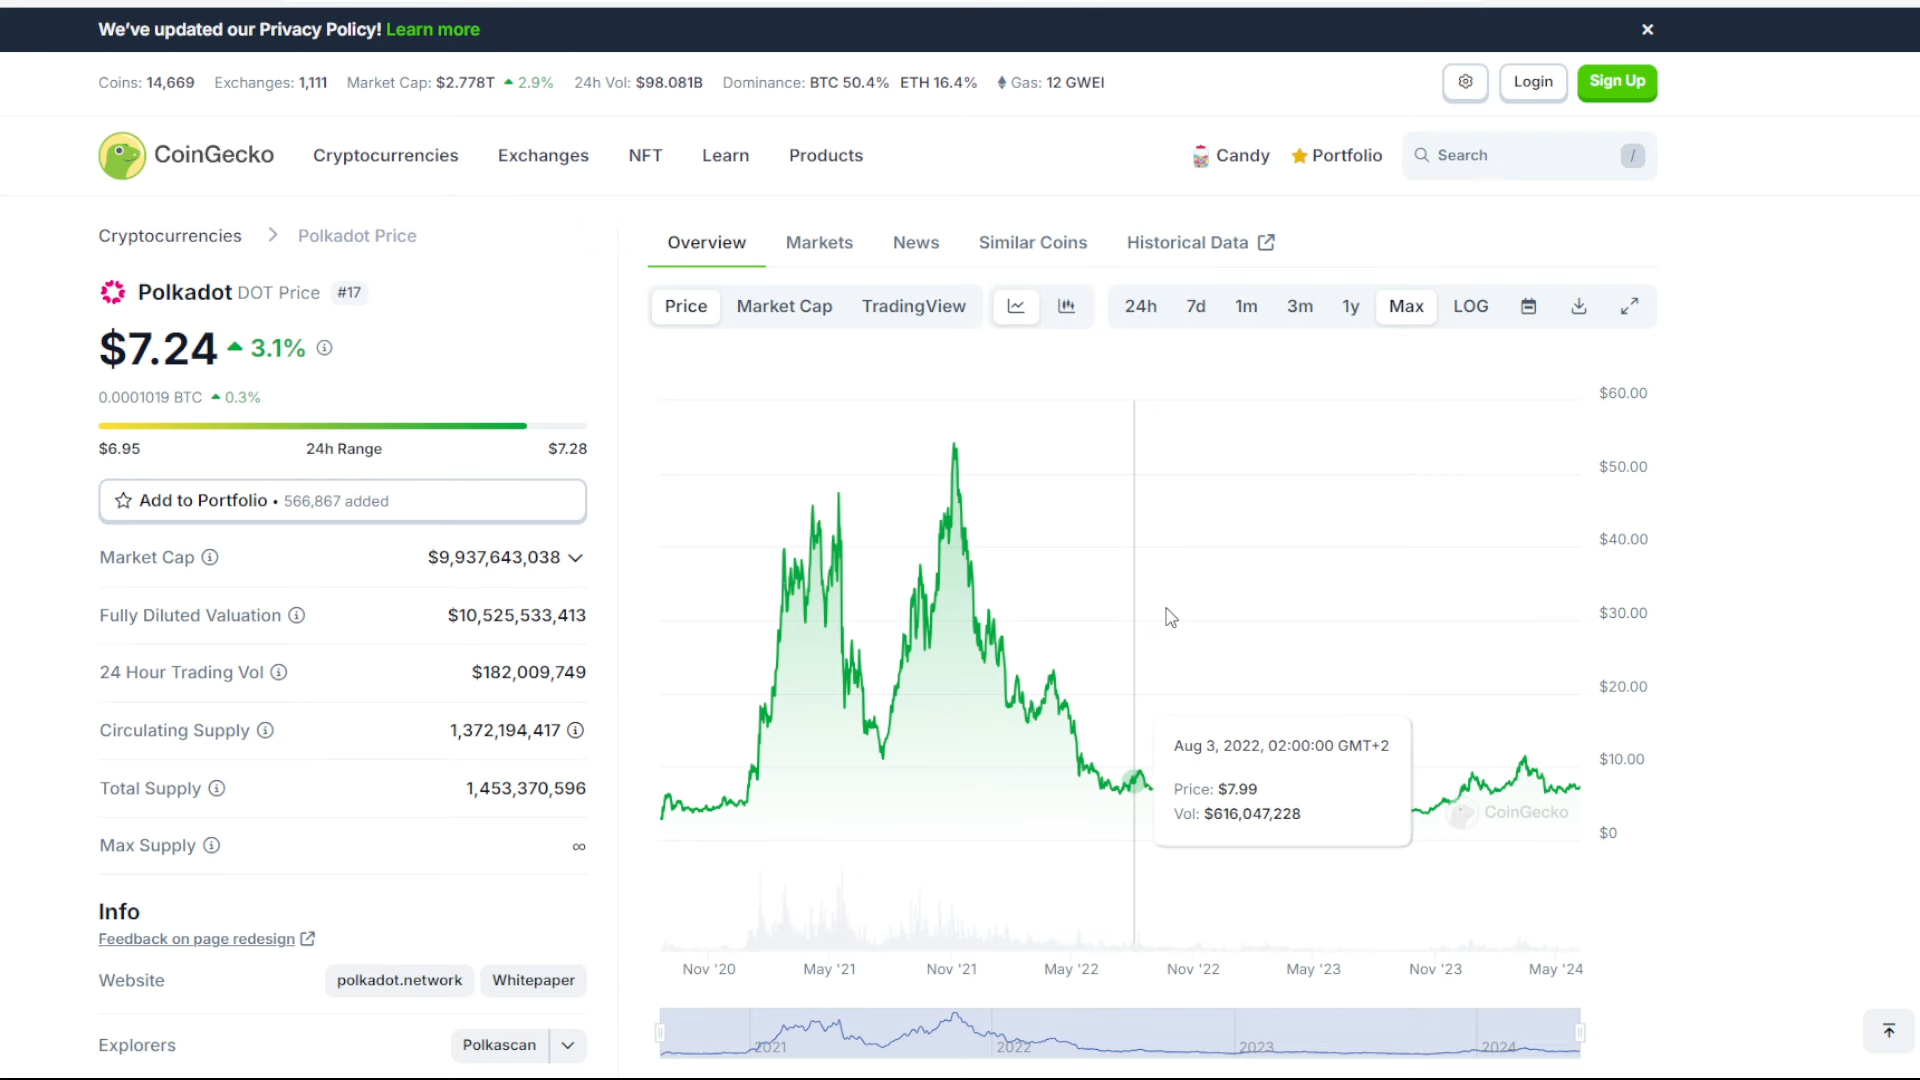 We've updated our Privacy Policy! Learn more
Coins: 14,669 Exchanges: 1,111 Market Cap: $2.778T 2.9% 24h Vol: $98.081B Dominance: BTC 50.4% ETH 16.4% Gas: 12 GWEI
Login
Sign Up
CoinGecko
Cryptocurrencies Exchanges NFT Learn Products
Candy Portfolio Search /
Cryptocurrencies Polkadot Price
Polkadot DOT Price #17
$7.24 3.1%
0.0001019 BTC 0.3%
$6.95 24h Range $7.28
Add to Portfolio • 566,867 added
Market Cap $9,937,643,038
Fully Diluted Valuation $10,525,533,413
24 Hour Trading Vol $182,009,749
Circulating Supply 1,372,194,417
Total Supply 1,453,370,596
Max Supply ∞
Info
Feedback on page redesign
Website polkadot.network Whitepaper
Explorers Polkascan
Overview Markets News Similar Coins Historical Data
Price Market Cap TradingView 24h 7d 1m 3m 1y Max LOG
$60.00
$50.00
$40.00
$30.00
$20.00
$10.00
$0
Aug 3, 2022, 02:00:00 GMT+2
Price: $7.99
Vol: $616,047,228
CoinGecko
Nov '20 May '21 Nov '21 May '22 Nov '22 May '23 Nov '23 May '24
2021 2022 2023 2024